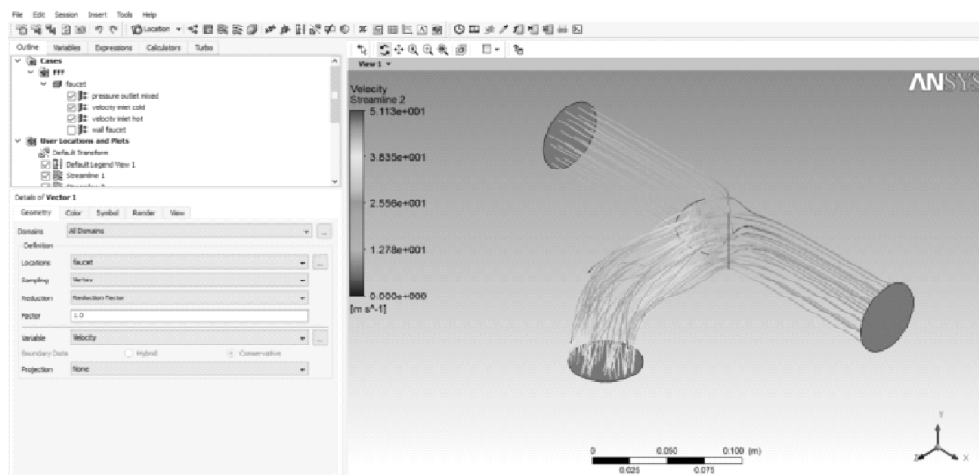 File Edit Session Insert Tools Help
Location
Outline Variables Expressions Calculators Turbo
Cases
FFF
faucet
pressure outlet mixed
velocity inlet cold
velocity inlet hot
wall faucet
User Locations and Plots
Default Transform
Default Legend View 1
Streamline 1
Details of Vector 1
Geometry Color Symbol Render View
Domains All Domains ...
Definition
Locations faucet ...
Sampling Vertex
Reduction Reduction Factor
Factor 1.0
Variable Velocity ...
Boundary Data Hybrid Conservative
Projection None
View 1
Velocity
Streamline 2
5.113e+001
3.835e+001
2.556e+001
1.278e+001
0.000e+000
[m s^-1]
ANSYS
0 0.050 0.100 (m)
0.025 0.075
Y
Z X